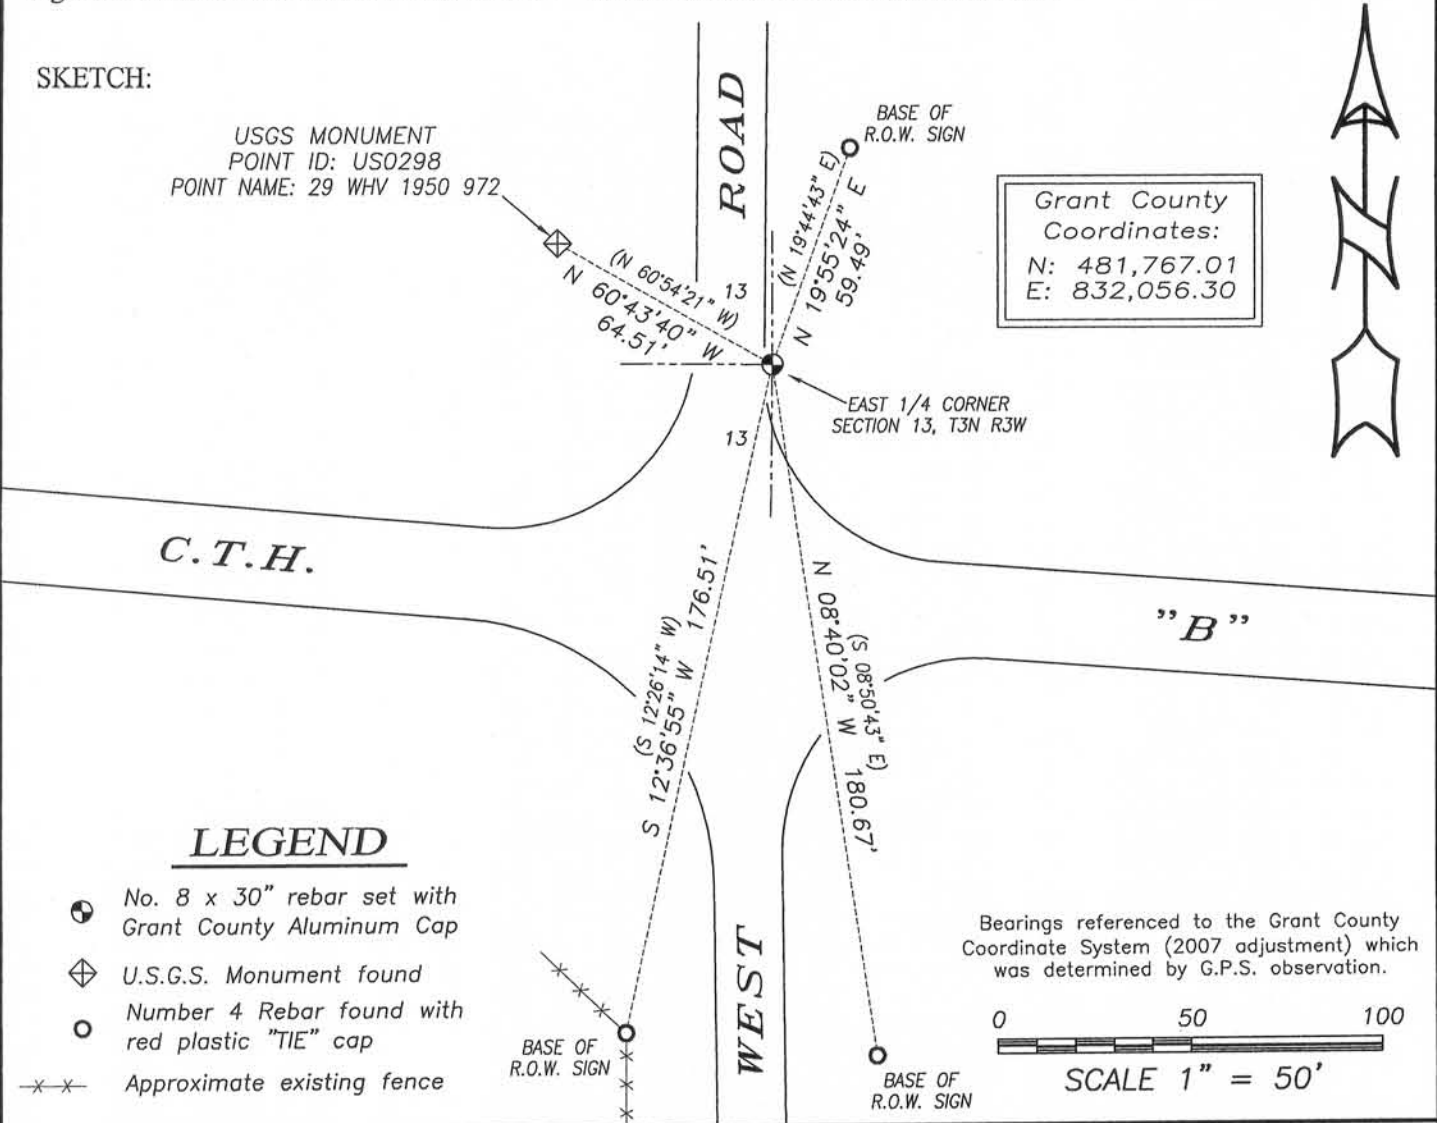 SKETCH:
USGS MONUMENT
POINT ID: US0298
POINT NAME: 29 WHV 1950 972
ROAD
BASE OF
R.O.W. SIGN
(N 19°44'43" E)
N 19°55'24" E
59.49'
Grant County
Coordinates:
N: 481,767.01
E: 832,056.30
N
(N 60°54'21" W)
N 60°43'40" W
64.51'
13
EAST 1/4 CORNER
SECTION 13, T3N R3W
13
C.T.H.
"B"
(S 12°26'14" W)
S 12°36'55" W 176.51'
(S 08°50'43" E)
N 08°40'02" W 180.67'
LEGEND
No. 8 x 30" rebar set with
Grant County Aluminum Cap
U.S.G.S. Monument found
Number 4 Rebar found with
red plastic "TIE" cap
Approximate existing fence
BASE OF
R.O.W. SIGN
WEST
BASE OF
R.O.W. SIGN
Bearings referenced to the Grant County
Coordinate System (2007 adjustment) which
was determined by G.P.S. observation.
0 50 100
SCALE 1" = 50'